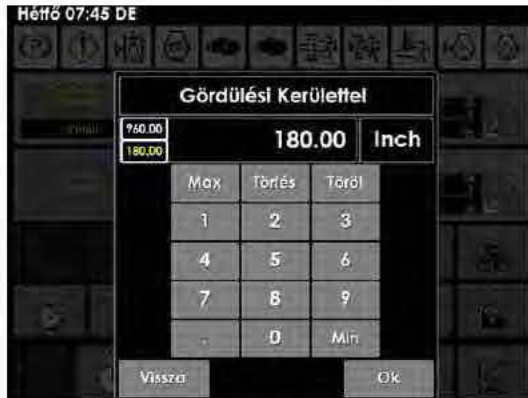 Hétfő 07:45 DE
Gördülési Kerülettel
960.00
180.00
180.00 Inch
Max Törlés Töröl
1 2 3
4 5 6
7 8 9
. 0 Min
Vissza Ok